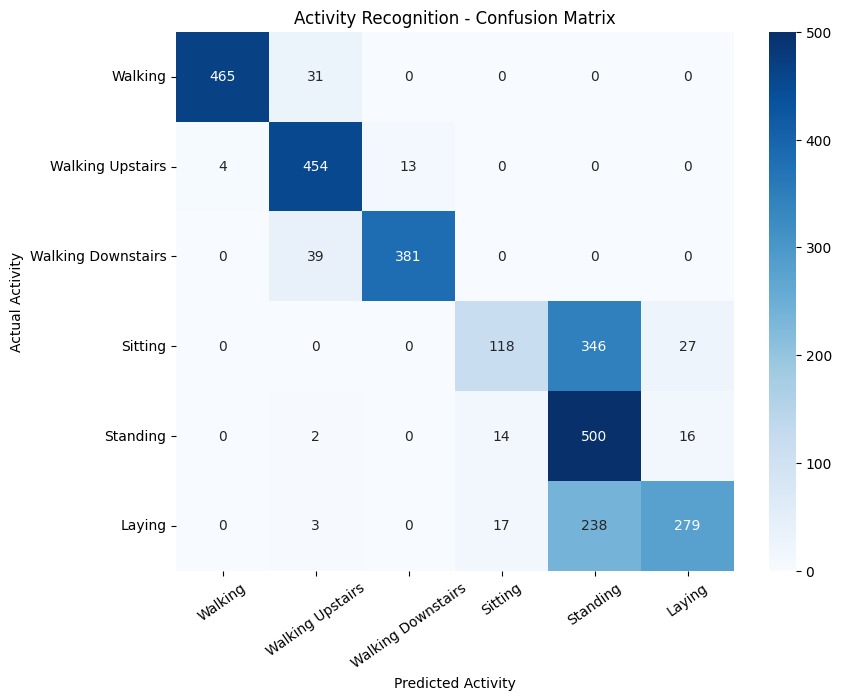 Activity Recognition - Confusion Matrix
Actual Activity
Walking 465 31 0 0 0 0
Walking Upstairs 4 454 13 0 0 0
Walking Downstairs 0 39 381 0 0 0
Sitting 0 0 0 118 346 27
Standing 0 2 0 14 500 16
Laying 0 3 0 17 238 279
Walking Walking Upstairs Walking Downstairs Sitting Standing Laying
Predicted Activity
500
400
300
200
100
0